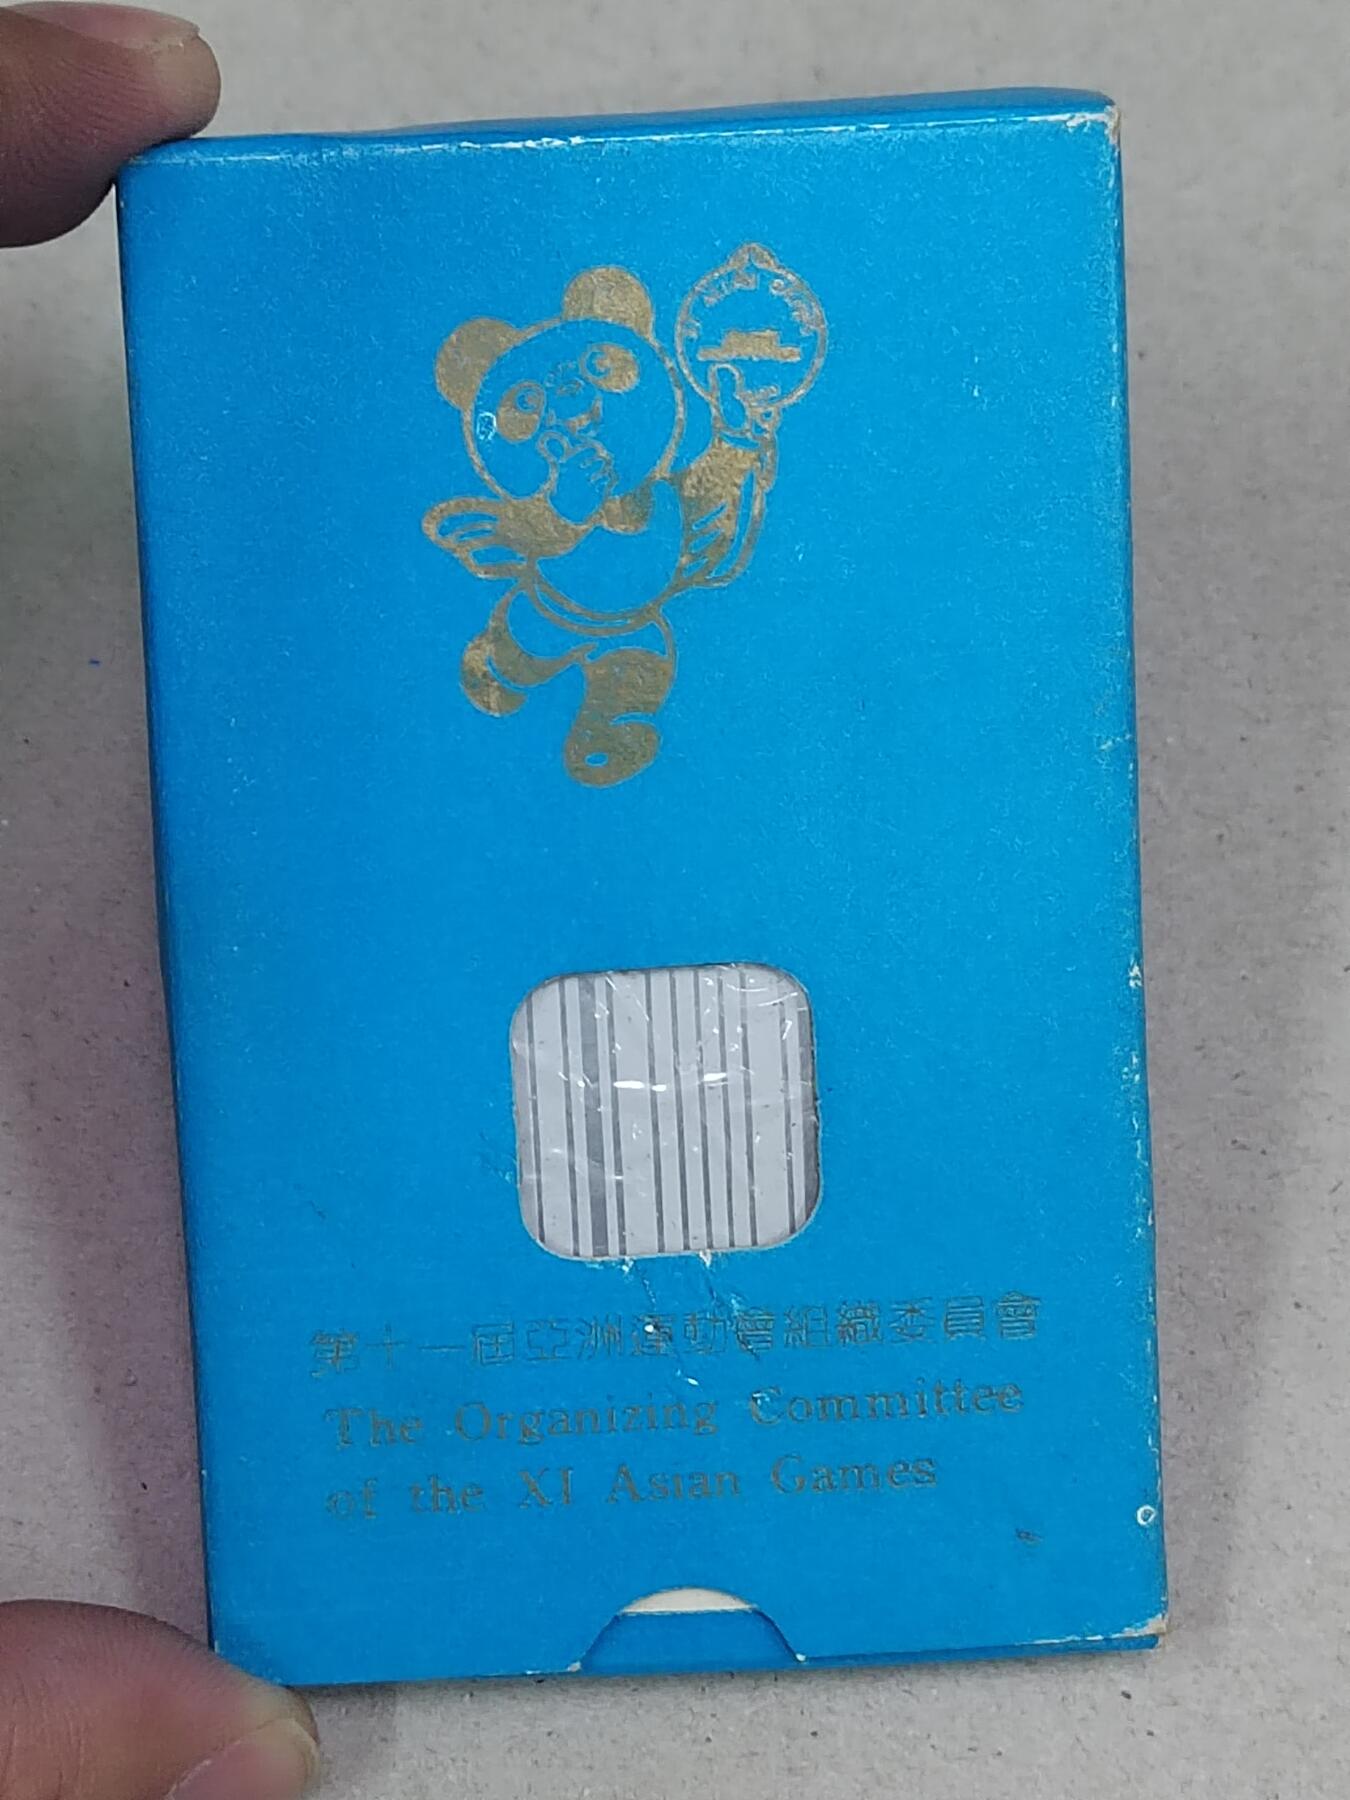 第十一屆亞洲運動會組織委員會
The Organizing Committee
of the XI Asian Games